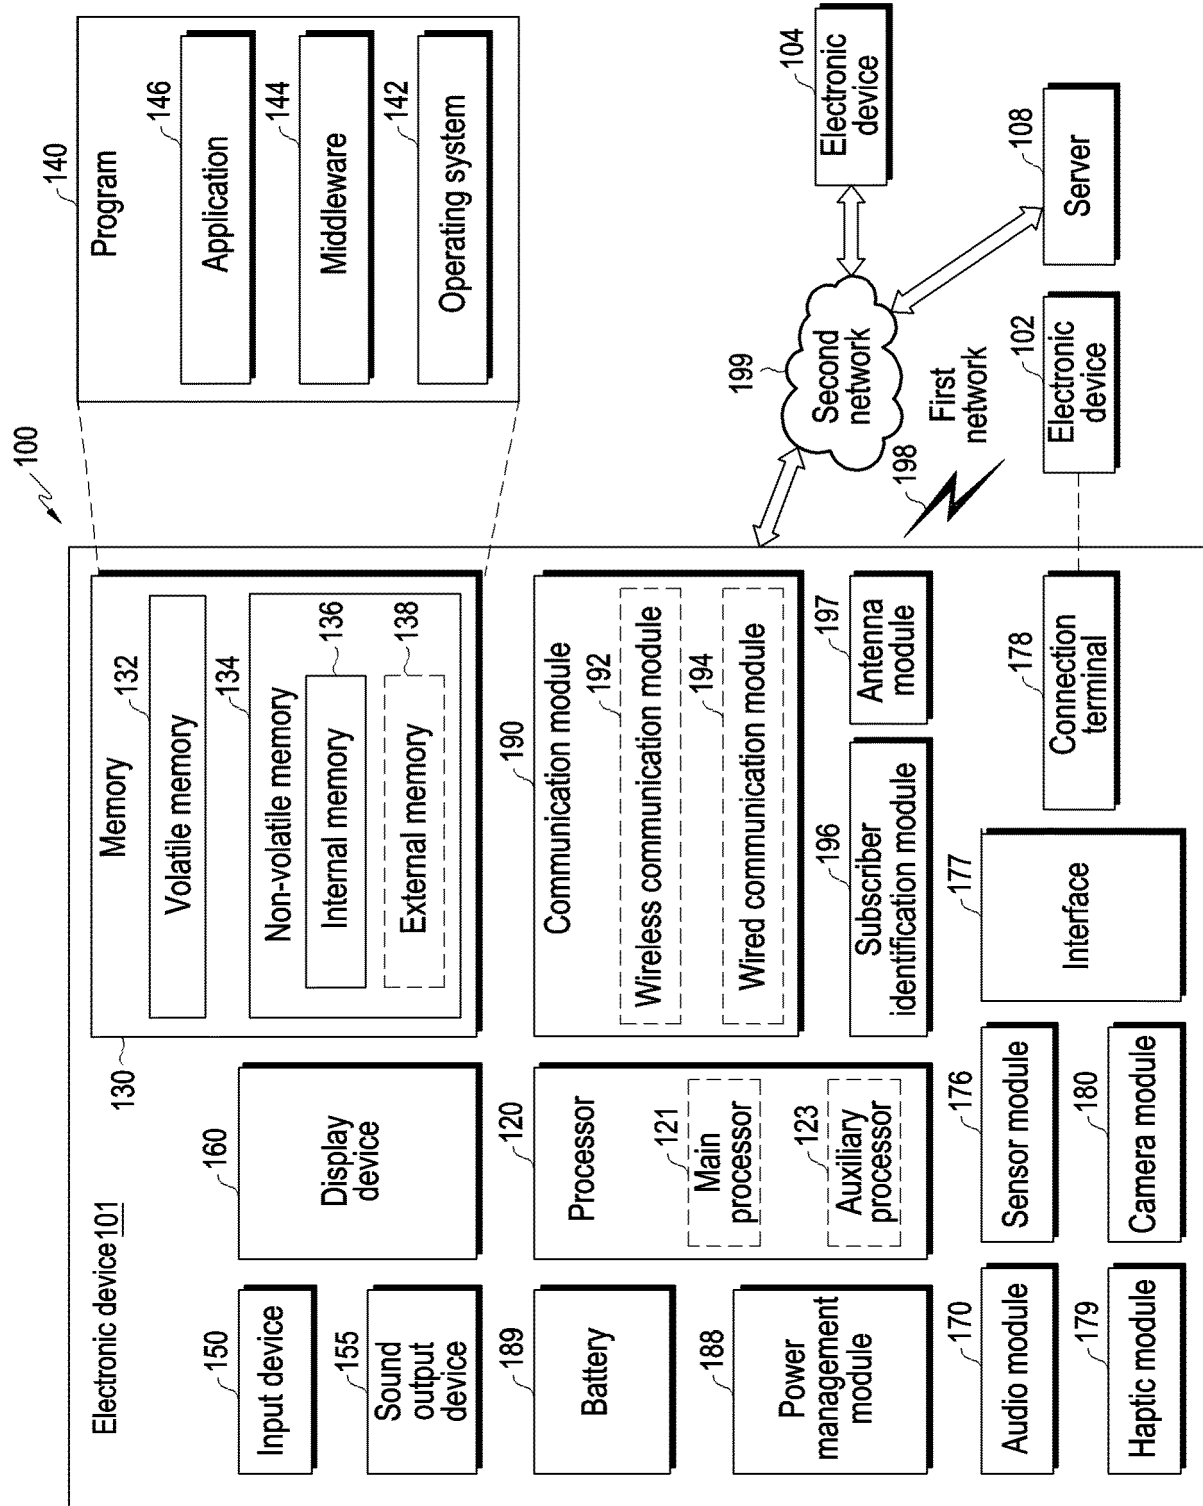 100
Electronic device 101
130
Memory
132
Volatile memory
134
Non-volatile memory
136
Internal memory
138
External memory
140
Program
146
Application
144
Middleware
142
Operating system
150
Input device
155
Sound
output
device
160
Display
device
189
Battery
188
Power
management
module
120
Processor
121
Main
processor
123
Auxiliary
processor
190
Communication module
192
Wireless communication module
194
Wired communication module
196
Subscriber
identification module
197
Antenna
module
170
Audio module
176
Sensor module
179
Haptic module
180
Camera module
177
Interface
178
Connection
terminal
199
Second
network
198
First
network
104
Electronic
device
108
Server
102
Electronic
device